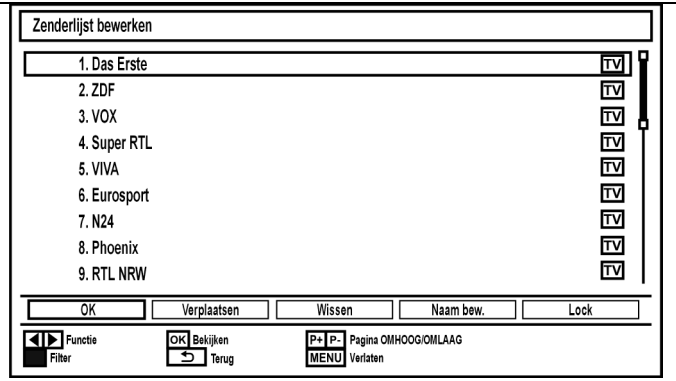 Zenderlijst bewerken
1. Das Erste TV
2. ZDF TV
3. VOX TV
4. Super RTL TV
5. VIVA TV
6. Eurosport TV
7. N24 TV
8. Phoenix TV
9. RTL NRW TV
OK Verplaatsen Wissen Naam bew. Lock
Functie OK Bekijken P+ P- Pagina OMHOOG/OMLAAG
Filter Terug MENU Verlaten